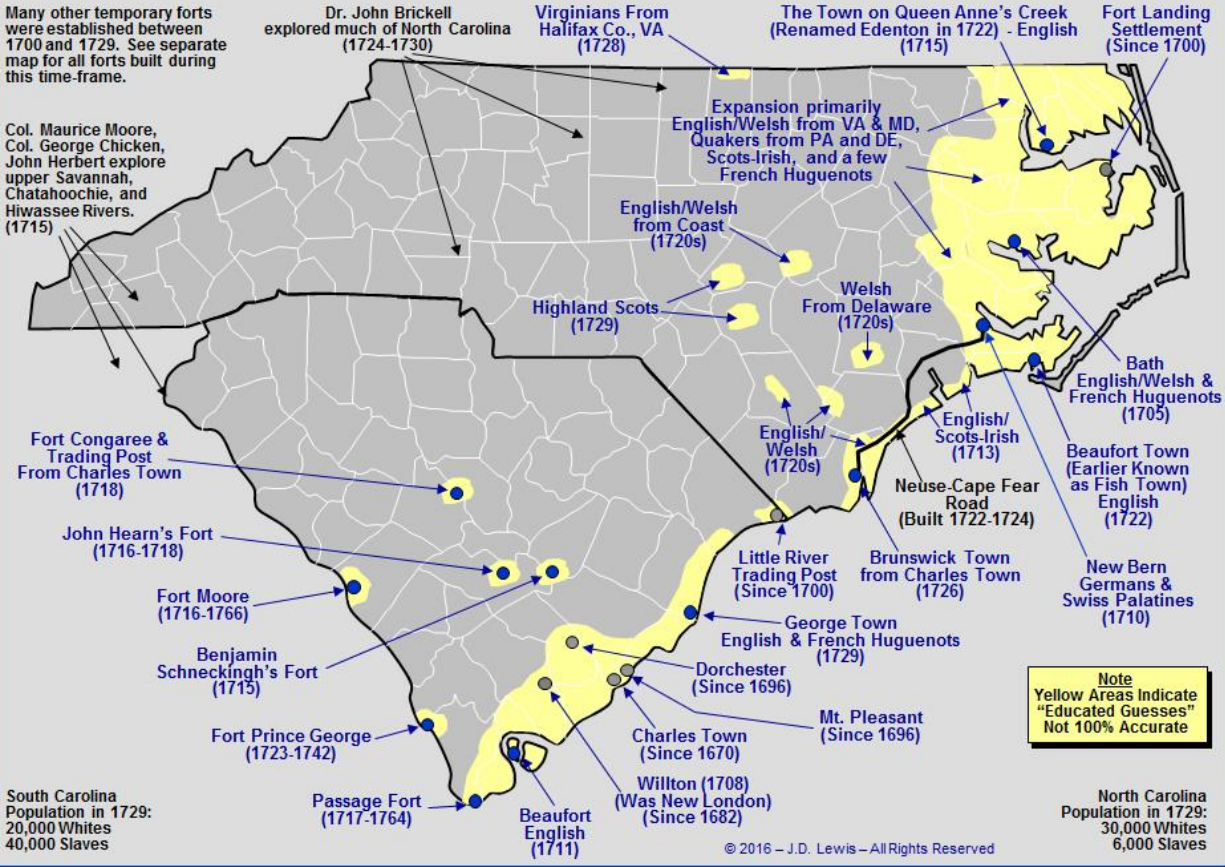 Many other temporary forts
were established between
1700 and 1729. See separate
map for all forts built during
this time-frame.
Dr. John Brickell
explored much of North Carolina
(1724-1730)
Virginians From
Halifax Co., VA
(1728)
The Town on Queen Anne's Creek
(Renamed Edenton in 1722) - English
(1715)
Fort Landing
Settlement
(Since 1700)
Col. Maurice Moore,
Col. George Chicken,
John Herbert explore
upper Savannah,
Chatahoochie, and
Hiwassee Rivers.
(1715)
Expansion primarily
English/Welsh from VA & MD,
Quakers from PA and DE,
Scots-Irish, and a few
French Huguenots
English/Welsh
from Coast
(1720s)
Highland Scots
(1729)
Welsh
From Delaware
(1720s)
Bath
English/Welsh &
French Huguenots
(1705)
English/
Welsh
(1720s)
English/
Scots-Irish
(1713)
Beaufort Town
(Earlier Known
as Fish Town)
English
(1722)
Neuse-Cape Fear
Road
(Built 1722-1724)
Fort Congaree &
Trading Post
From Charles Town
(1718)
John Hearn's Fort
(1716-1718)
Fort Moore
(1716-1766)
Little River
Trading Post
(Since 1700)
Brunswick Town
from Charles Town
(1726)
New Bern
Germans &
Swiss Palatines
(1710)
George Town
English & French Huguenots
(1729)
Benjamin
Schneckingh's Fort
(1715)
Dorchester
(Since 1696)
Mt. Pleasant
(Since 1696)
Note
Yellow Areas Indicate
“Educated Guesses”
Not 100% Accurate
Fort Prince George
(1723-1742)
Charles Town
(Since 1670)
Willton (1708)
(Was New London)
(Since 1682)
Passage Fort
(1717-1764)
Beaufort
English
(1711)
South Carolina
Population in 1729:
20,000 Whites
40,000 Slaves
© 2016 – J.D. Lewis – All Rights Reserved
North Carolina
Population in 1729:
30,000 Whites
6,000 Slaves